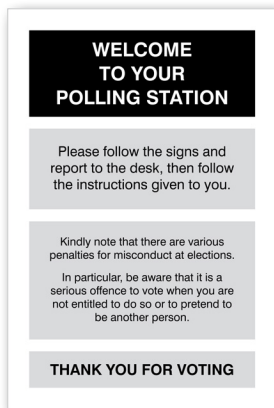 WELCOME
TO YOUR
POLLING STATION
Please follow the signs and
report to the desk, then follow
the instructions given to you.
Kindly note that there are various
penalties for misconduct at elections.
In particular, be aware that it is a
serious offence to vote when you are
not entitled to do so or to pretend to
be another person.
THANK YOU FOR VOTING